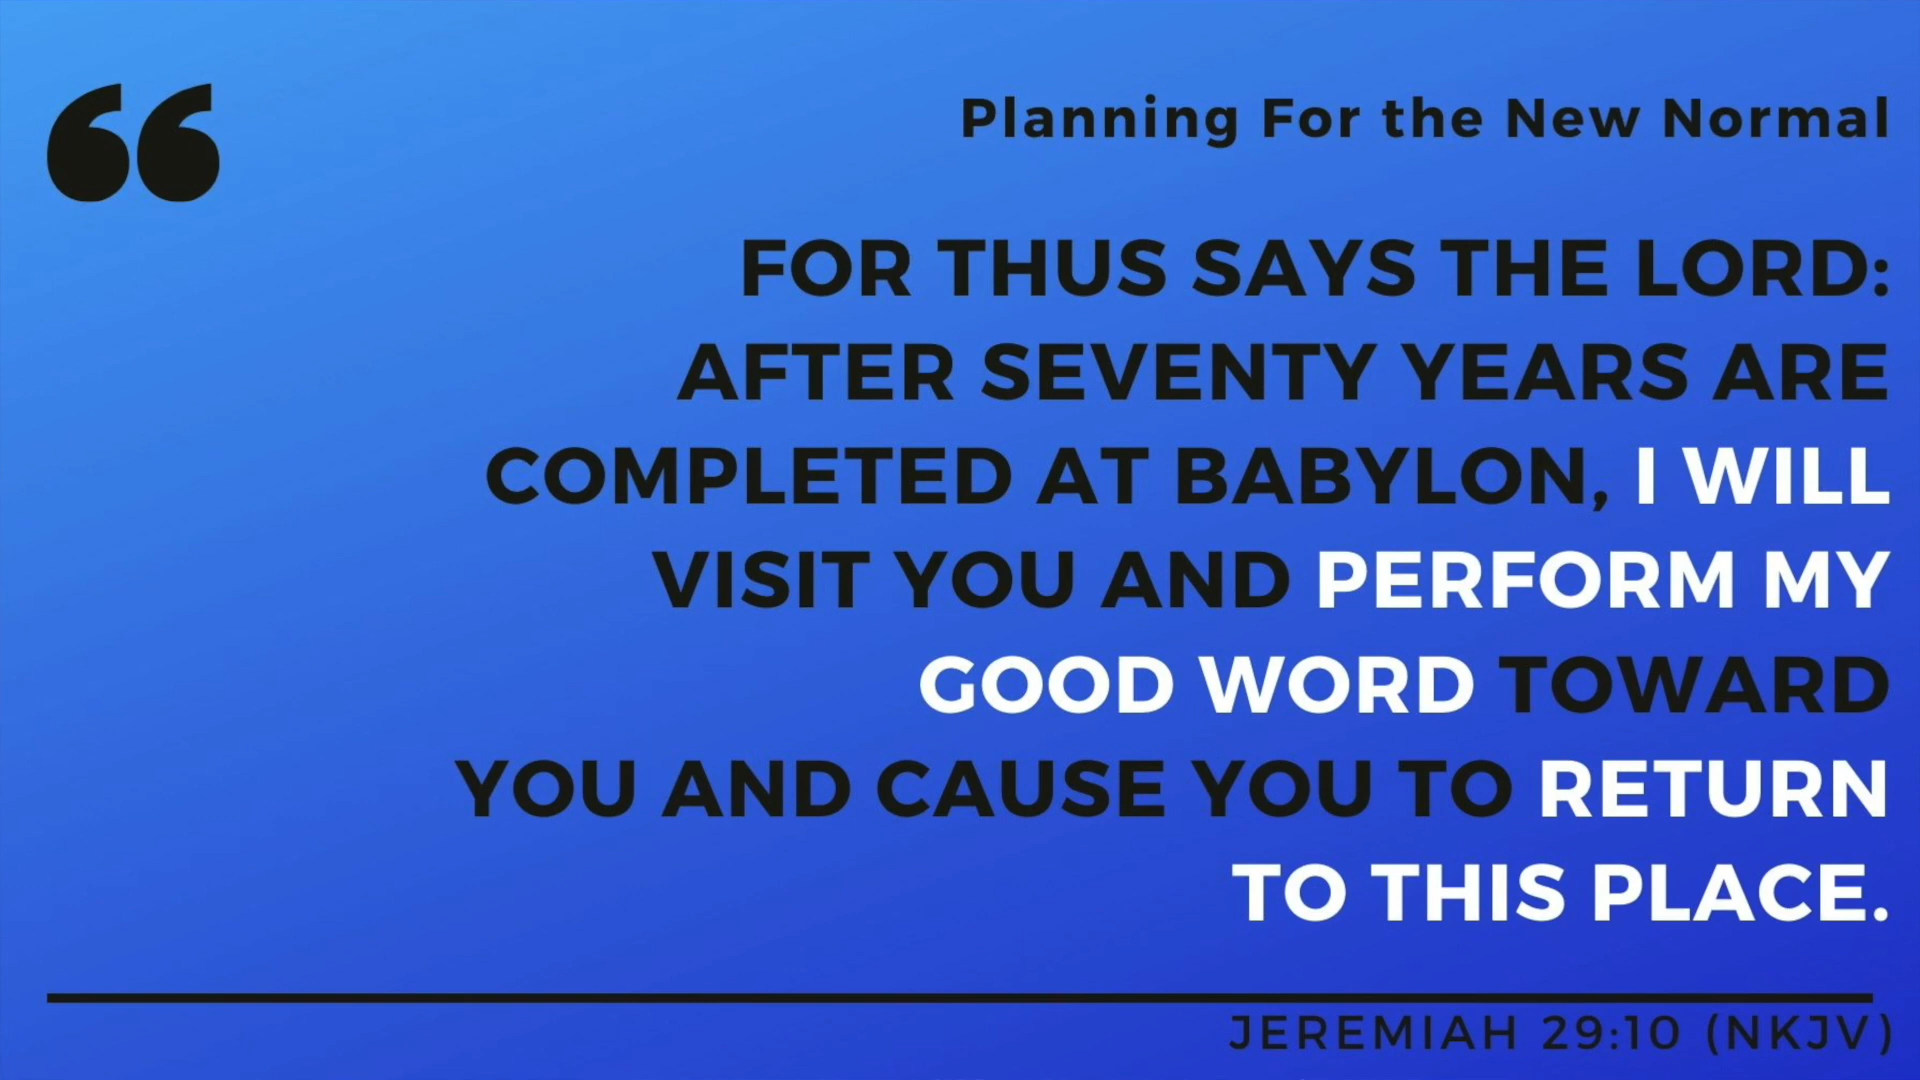 “
Planning For the New Normal
FOR THUS SAYS THE LORD:
AFTER SEVENTY YEARS ARE
COMPLETED AT BABYLON, I WILL
VISIT YOU AND PERFORM MY
GOOD WORD TOWARD
YOU AND CAUSE YOU TO RETURN
TO THIS PLACE.
JEREMIAH 29:10 (NKJV)